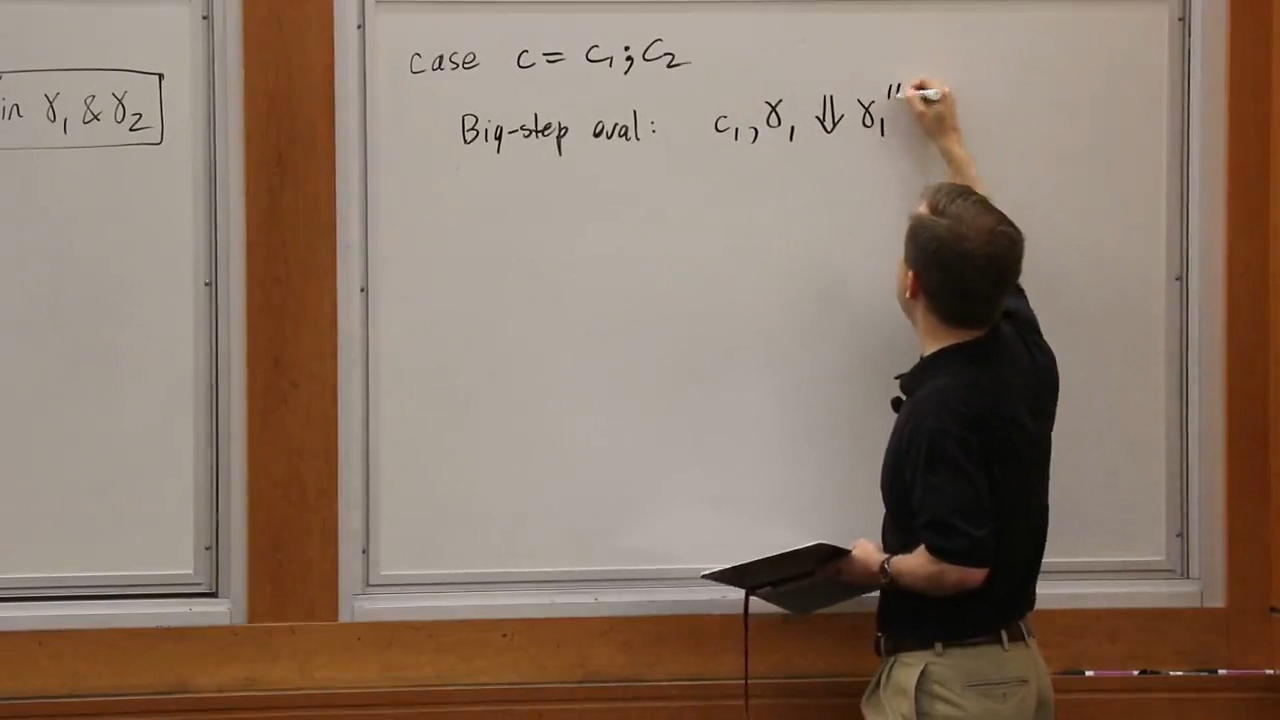 in γ₁ & γ₂
case c = c₁;c₂
Big-step eval: c₁,γ₁ ⇓ γ₁''